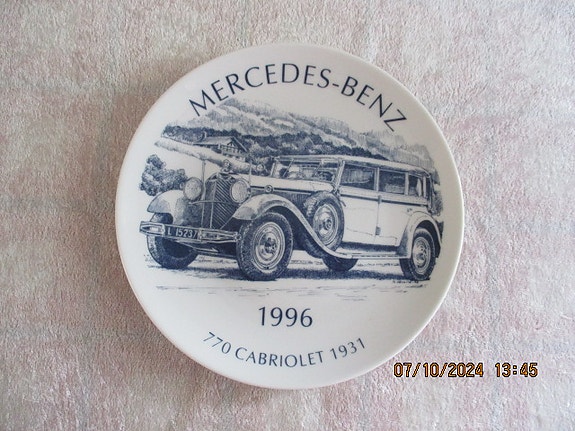 MERCEDES-BENZ
1996
770 CABRIOLET 1931
07/10/2024 13:45